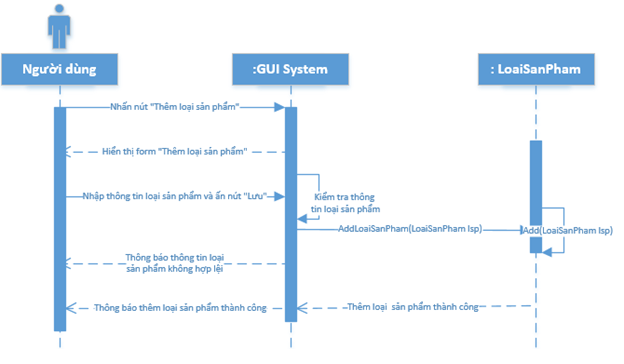 Người dùng
:GUI System
: LoaiSanPham
Nhấn nút "Thêm loại sản phẩm"
Hiển thị form "Thêm loại sản phẩm"
Nhập thông tin loại sản phẩm và ấn nút "Lưu"
Kiểm tra thông
tin loại sản phẩm
AddLoaiSanPham(LoaiSanPham lsp)
Add(LoaiSanPham lsp)
Thông báo thông tin loại
sản phẩm không hợp lệi
Thông báo thêm loại sản phẩm thành công
Thêm loại sản phẩm thành công